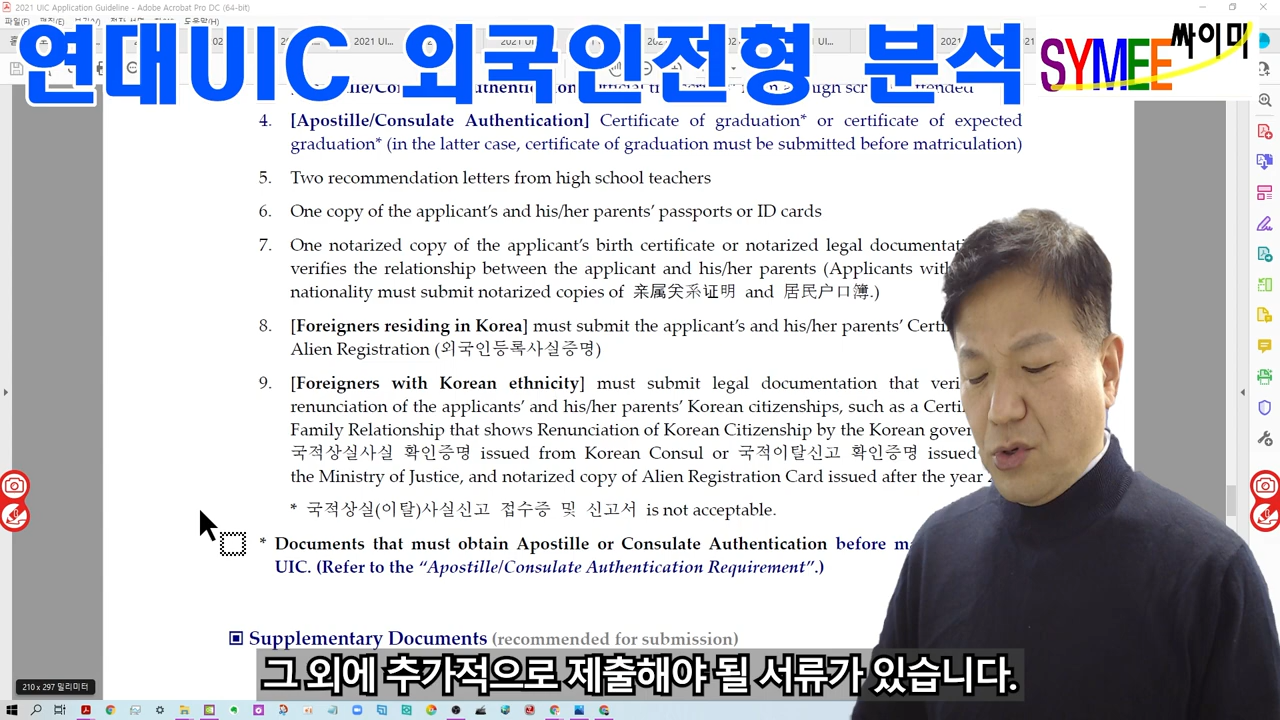 2021 UIC Application Guideline - Adobe Acrobat Pro DC (64-bit)
연대UIC 외국인전형 분석
SYMEE 싸이미
4. [Apostille/Consulate Authentication] Certificate of graduation* or certificate of expected
graduation* (in the latter case, certificate of graduation must be submitted before matriculation)
5. Two recommendation letters from high school teachers
6. One copy of the applicant's and his/her parents' passports or ID cards
7. One notarized copy of the applicant's birth certificate or notarized legal
verifies the relationship between the applicant and his/her parents (Applicants
nationality must submit notarized copies of 亲属关系证明 and 居民户口簿.)
8. [Foreigners residing in Korea] must submit the applicant's and his/her parents'
Alien Registration (외국인등록사실증명)
9. [Foreigners with Korean ethnicity] must submit legal documentation that
renunciation of the applicants' and his/her parents' Korean citizenships, such as a
Family Relationship that shows Renunciation of Korean Citizenship by the Korean
국적상실사실 확인증명 issued from Korean Consul or 국적이탈신고 확인증명 issued
the Ministry of Justice, and notarized copy of Alien Registration Card issued after the year
* 국적상실(이탈)사실신고 접수증 및 신고서 is not acceptable.
* Documents that must obtain Apostille or Consulate Authentication before
UIC. (Refer to the “Apostille/Consulate Authentication Requirement”.)
▣ Supplementary Documents (recommended for submission)
그 외에 추가적으로 제출해야 될 서류가 있습니다.
210 x 297 밀리미터